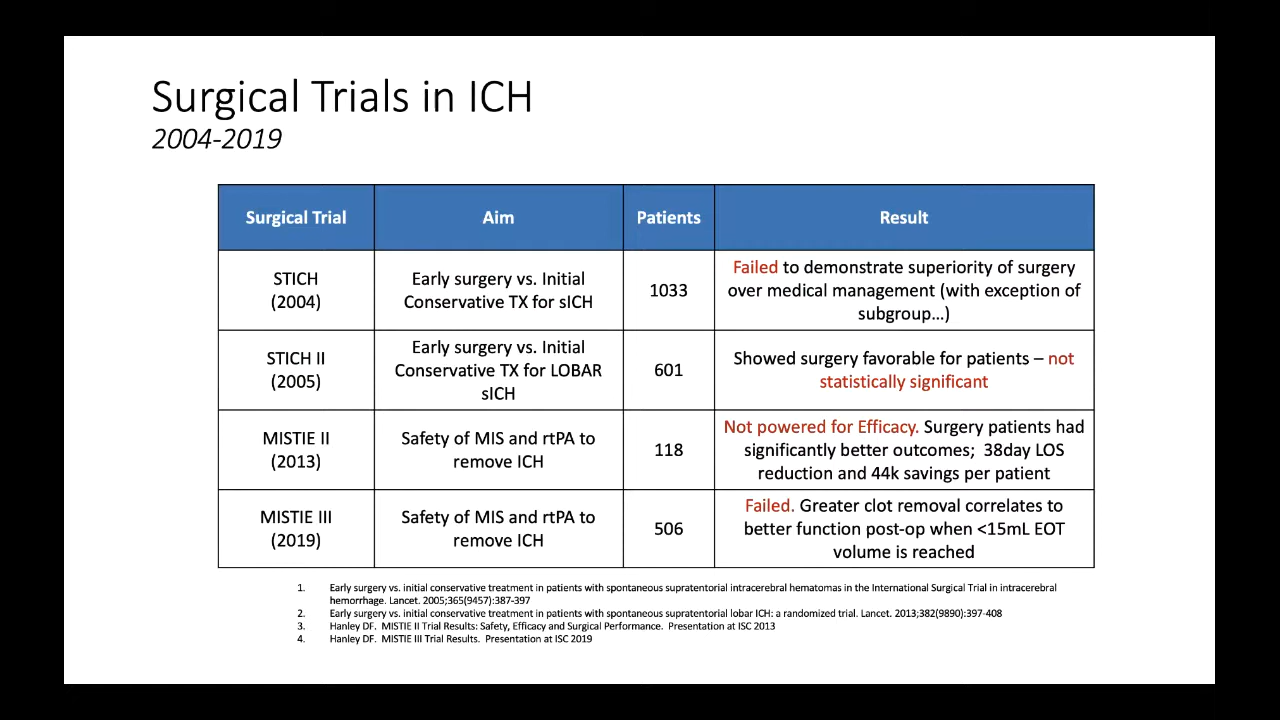 Surgical Trials in ICH
2004-2019
Surgical Trial
Aim
Patients
Result
STICH
(2004)
Early surgery vs. Initial
Conservative TX for sICH
1033
Failed to demonstrate superiority of surgery
over medical management (with exception of
subgroup...)
STICH II
(2005)
Early surgery vs. Initial
Conservative TX for LOBAR
sICH
601
Showed surgery favorable for patients – not
statistically significant
MISTIE II
(2013)
Safety of MIS and rtPA to
remove ICH
118
Not powered for Efficacy. Surgery patients had
significantly better outcomes; 38day LOS
reduction and 44k savings per patient
MISTIE III
(2019)
Safety of MIS and rtPA to
remove ICH
506
Failed. Greater clot removal correlates to
better function post-op when <15mL EOT
volume is reached
1. Early surgery vs. initial conservative treatment in patients with spontaneous supratentorial intracerebral hematomas in the International Surgical Trial in intracerebral
hemorrhage. Lancet. 2005;365(9457):387-397
2. Early surgery vs. initial conservative treatment in patients with spontaneous supratentorial lobar ICH: a randomized trial. Lancet. 2013;382(9890):397-408
3. Hanley DF. MISTIE II Trial Results: Safety, Efficacy and Surgical Performance. Presentation at ISC 2013
4. Hanley DF. MISTIE III Trial Results. Presentation at ISC 2019